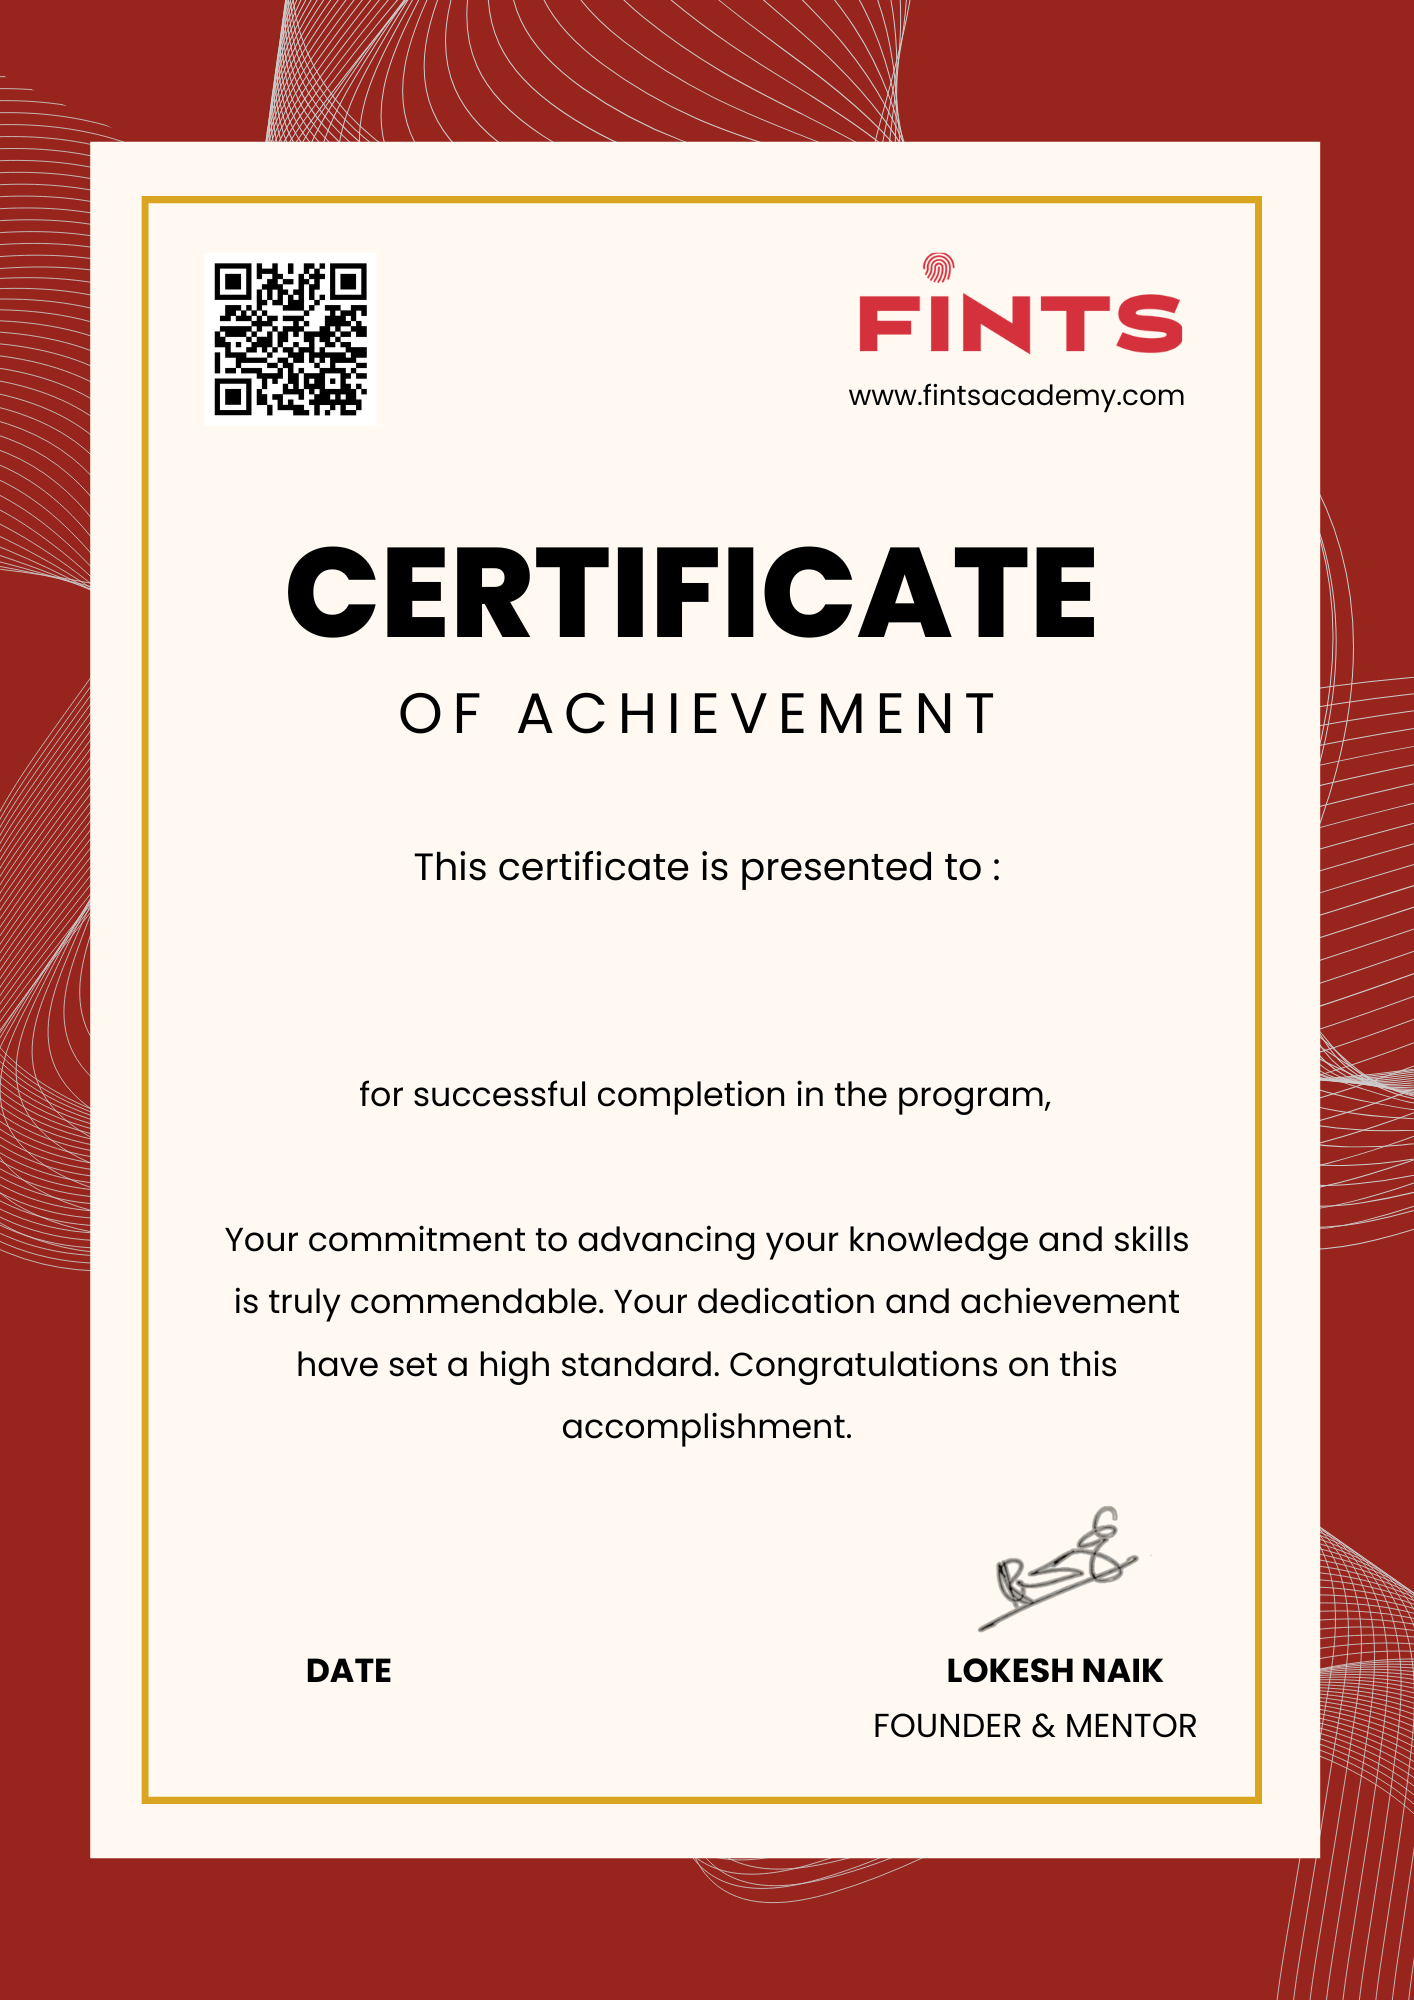 FINTS
www.fintsacademy.com
CERTIFICATE
OF ACHIEVEMENT
This certificate is presented to :
for successful completion in the program,
Your commitment to advancing your knowledge and skills
is truly commendable. Your dedication and achievement
have set a high standard. Congratulations on this
accomplishment.
DATE
LOKESH NAIK
FOUNDER & MENTOR